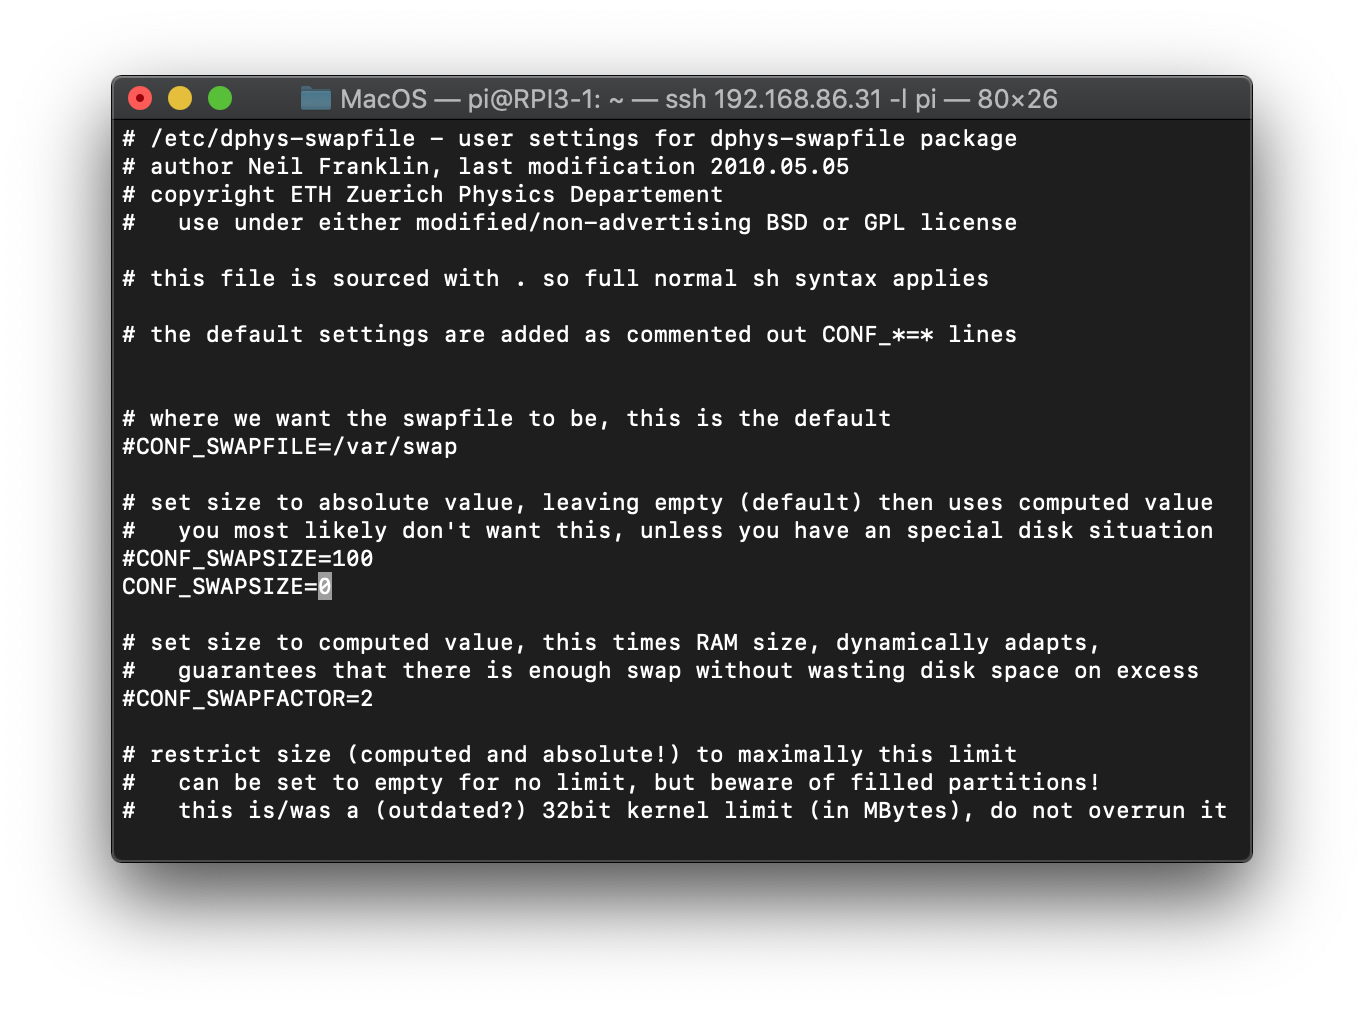 MacOS — pi@RPI3-1: ~ — ssh 192.168.86.31 -l pi — 80×26
# /etc/dphys-swapfile - user settings for dphys-swapfile package
# author Neil Franklin, last modification 2010.05.05
# copyright ETH Zuerich Physics Departement
#   use under either modified/non-advertising BSD or GPL license
# this file is sourced with . so full normal sh syntax applies
# the default settings are added as commented out CONF_*=* lines
# where we want the swapfile to be, this is the default
#CONF_SWAPFILE=/var/swap
# set size to absolute value, leaving empty (default) then uses computed value
#   you most likely don't want this, unless you have an special disk situation
#CONF_SWAPSIZE=100
CONF_SWAPSIZE=0
# set size to computed value, this times RAM size, dynamically adapts,
#   guarantees that there is enough swap without wasting disk space on excess
#CONF_SWAPFACTOR=2
# restrict size (computed and absolute!) to maximally this limit
#   can be set to empty for no limit, but beware of filled partitions!
#   this is/was a (outdated?) 32bit kernel limit (in MBytes), do not overrun it